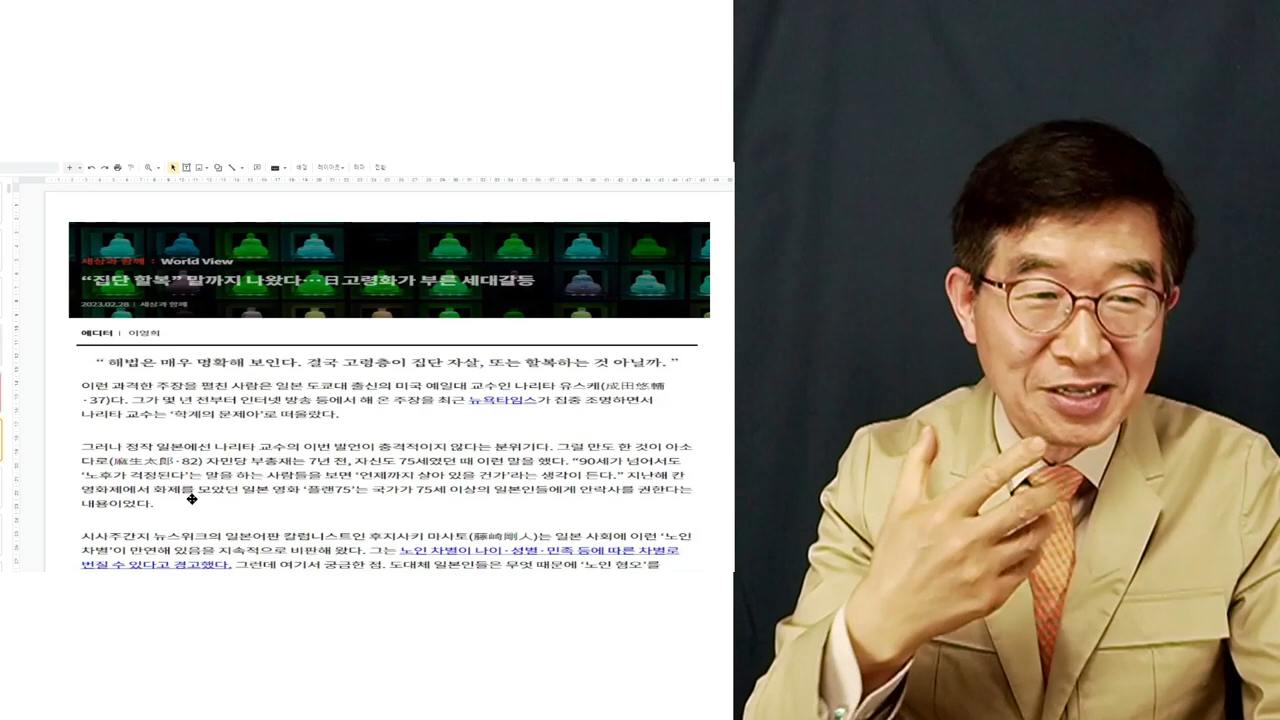 배경
레이아웃
테마
전환
세상과 함께 : World View
“집단 할복” 말까지 나왔다…日 고령화가 부른 세대갈등
2023.02.28 | 세상과 함께
에디터 | 이영희
“ 해법은 매우 명확해 보인다. 결국 고령층이 집단 자살, 또는 할복하는 것 아닐까. ”
이런 과격한 주장을 펼친 사람은 일본 도쿄대 출신의 미국 예일대 교수인 나리타 유스케(成田悠輔
·37)다. 그가 몇 년 전부터 인터넷 방송 등에서 해 온 주장을 최근 뉴욕타임스가 집중 조명하면서
나리타 교수는 ‘학계의 문제아’로 떠올랐다.
그러나 정작 일본에선 나리타 교수의 이번 발언이 충격적이지 않다는 분위기다. 그럴 만도 한 것이 아소
다로(麻生太郎·82) 자민당 부총재는 7년 전, 자신도 75세였던 때 이런 말을 했다. “90세가 넘어서도
‘노후가 걱정된다’는 말을 하는 사람들을 보면 ‘언제까지 살아 있을 건가’라는 생각이 든다.” 지난해 칸
영화제에서 화제를 모았던 일본 영화 ‘플랜75’는 국가가 75세 이상의 일본인들에게 안락사를 권한다는
내용이었다.
시사주간지 뉴스위크의 일본어판 칼럼니스트인 후지사키 마사토(藤崎剛人)는 일본 사회에 이런 ‘노인
차별’이 만연해 있음을 지속적으로 비판해 왔다. 그는 노인 차별이 나이·성별·민족 등에 따른 차별로
번질 수 있다고 경고했다. 그런데 여기서 궁금한 점. 도대체 일본인들은 무엇 때문에 ‘노인 혐오’를